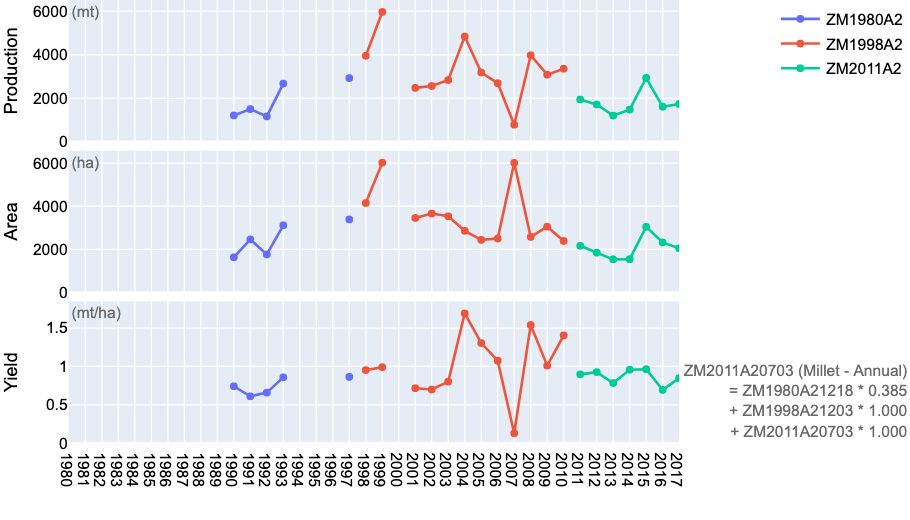 6000 (mt)
4000
2000
0
Production
ZM1980A2
ZM1998A2
ZM2011A2
6000 (ha)
4000
2000
0
Area
(mt/ha)
1.5
1
0.5
0
Yield
ZM2011A20703 (Millet - Annual)
= ZM1980A21218 * 0.385
+ ZM1998A21203 * 1.000
+ ZM2011A20703 * 1.000
1980 1981 1982 1983 1984 1985 1986 1987 1988 1989 1990 1991 1992 1993 1994 1995 1996 1997 1998 1999 2000 2001 2002 2003 2004 2005 2006 2007 2008 2009 2010 2011 2012 2013 2014 2015 2016 2017